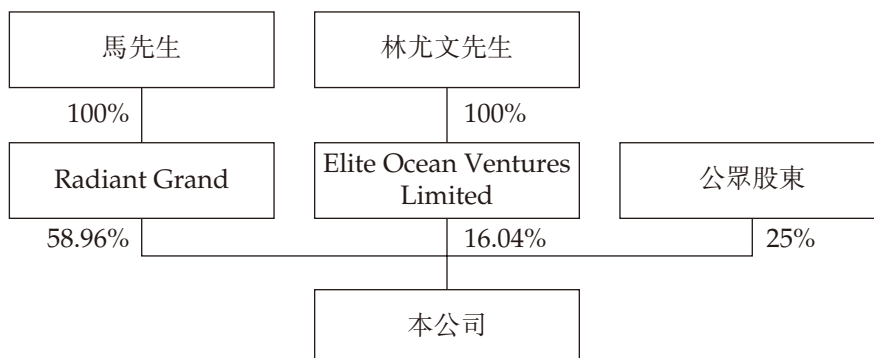 馬先生
林尤文先生
100%
100%
Radiant Grand
Elite Ocean Ventures
Limited
公眾股東
58.96%
16.04%
25%
本公司